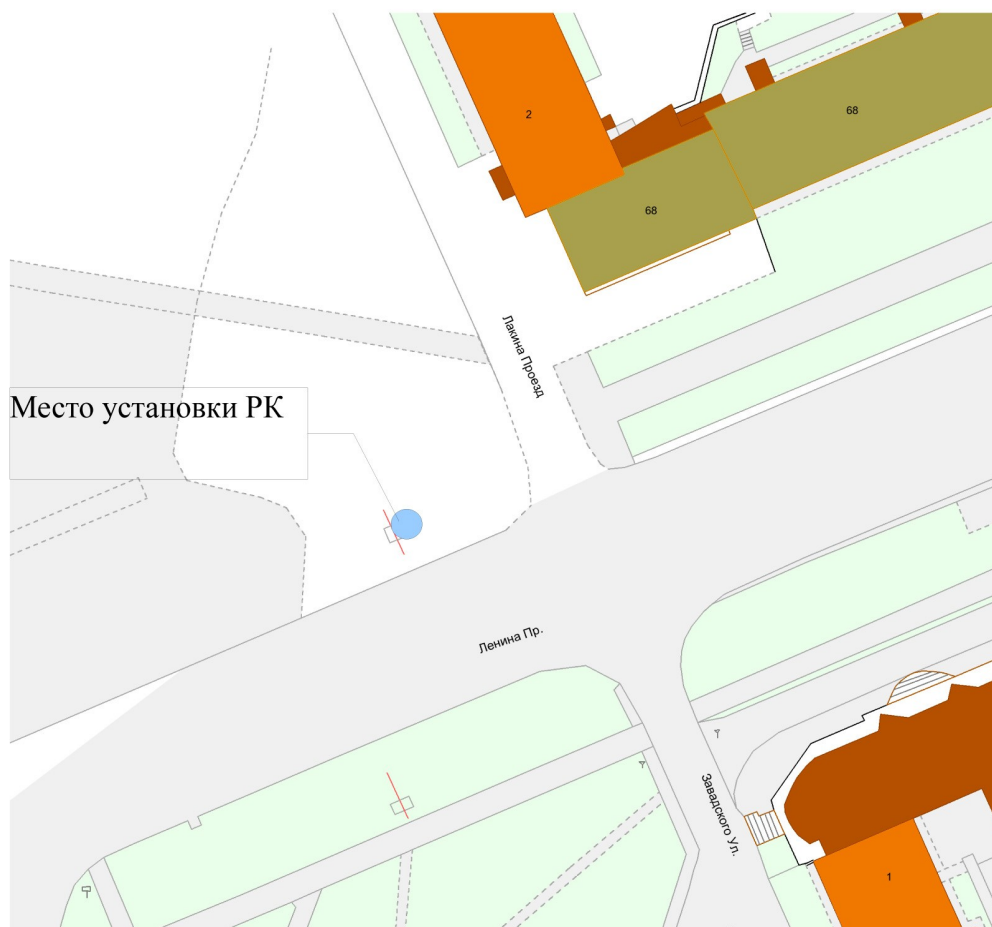 2
68
68
Лакина Проезд
Место установки РК
Ленина Пр.
Завадского Ул.
1